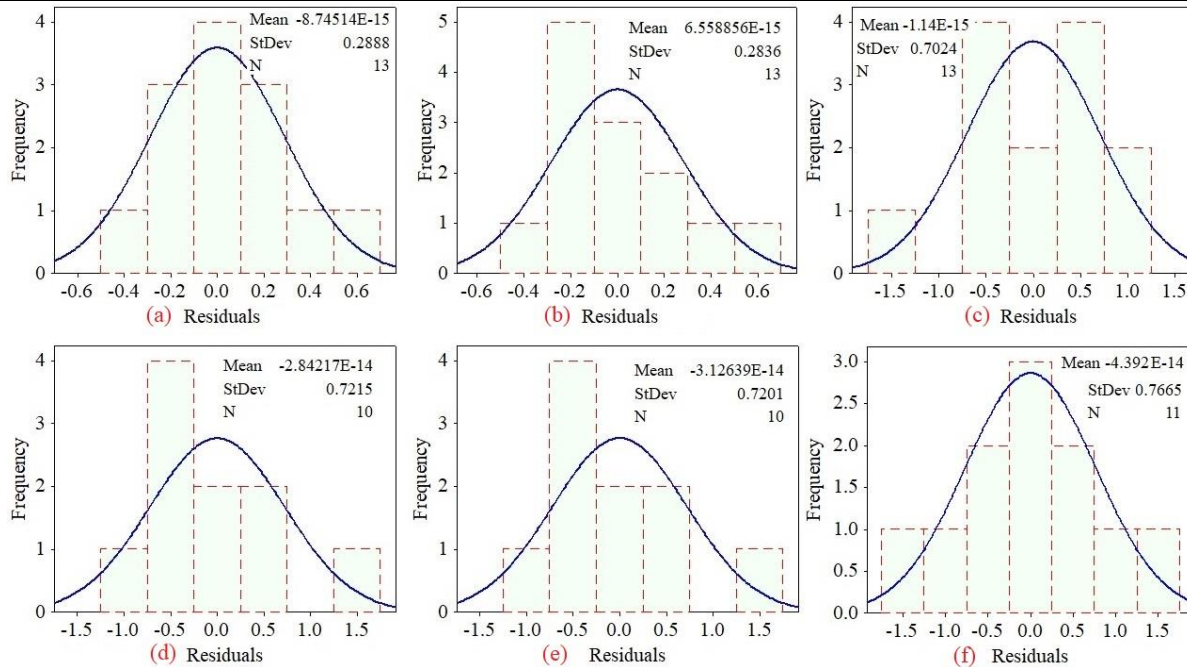 Mean -8.74514E-15
StDev 0.2888
N 13
Frequency
4
3
2
1
0
-0.6 -0.4 -0.2 0.0 0.2 0.4 0.6
(a) Residuals
Mean 6.558856E-15
StDev 0.2836
N 13
Frequency
5
4
3
2
1
0
-0.6 -0.4 -0.2 0.0 0.2 0.4 0.6
(b) Residuals
Mean -1.14E-15
StDev 0.7024
N 13
Frequency
4
3
2
1
0
-1.5 -1.0 -0.5 0.0 0.5 1.0 1.5
(c) Residuals
Mean -2.84217E-14
StDev 0.7215
N 10
Frequency
4
3
2
1
0
-1.5 -1.0 -0.5 0.0 0.5 1.0 1.5
(d) Residuals
Mean -3.12639E-14
StDev 0.7201
N 10
Frequency
4
3
2
1
0
-1.5 -1.0 -0.5 0.0 0.5 1.0 1.5
(e) Residuals
Mean -4.392E-14
StDev 0.7665
N 11
Frequency
3.0
2.5
2.0
1.5
1.0
0.5
0.0
-1.5 -1.0 -0.5 0.0 0.5 1.0 1.5
(f) Residuals